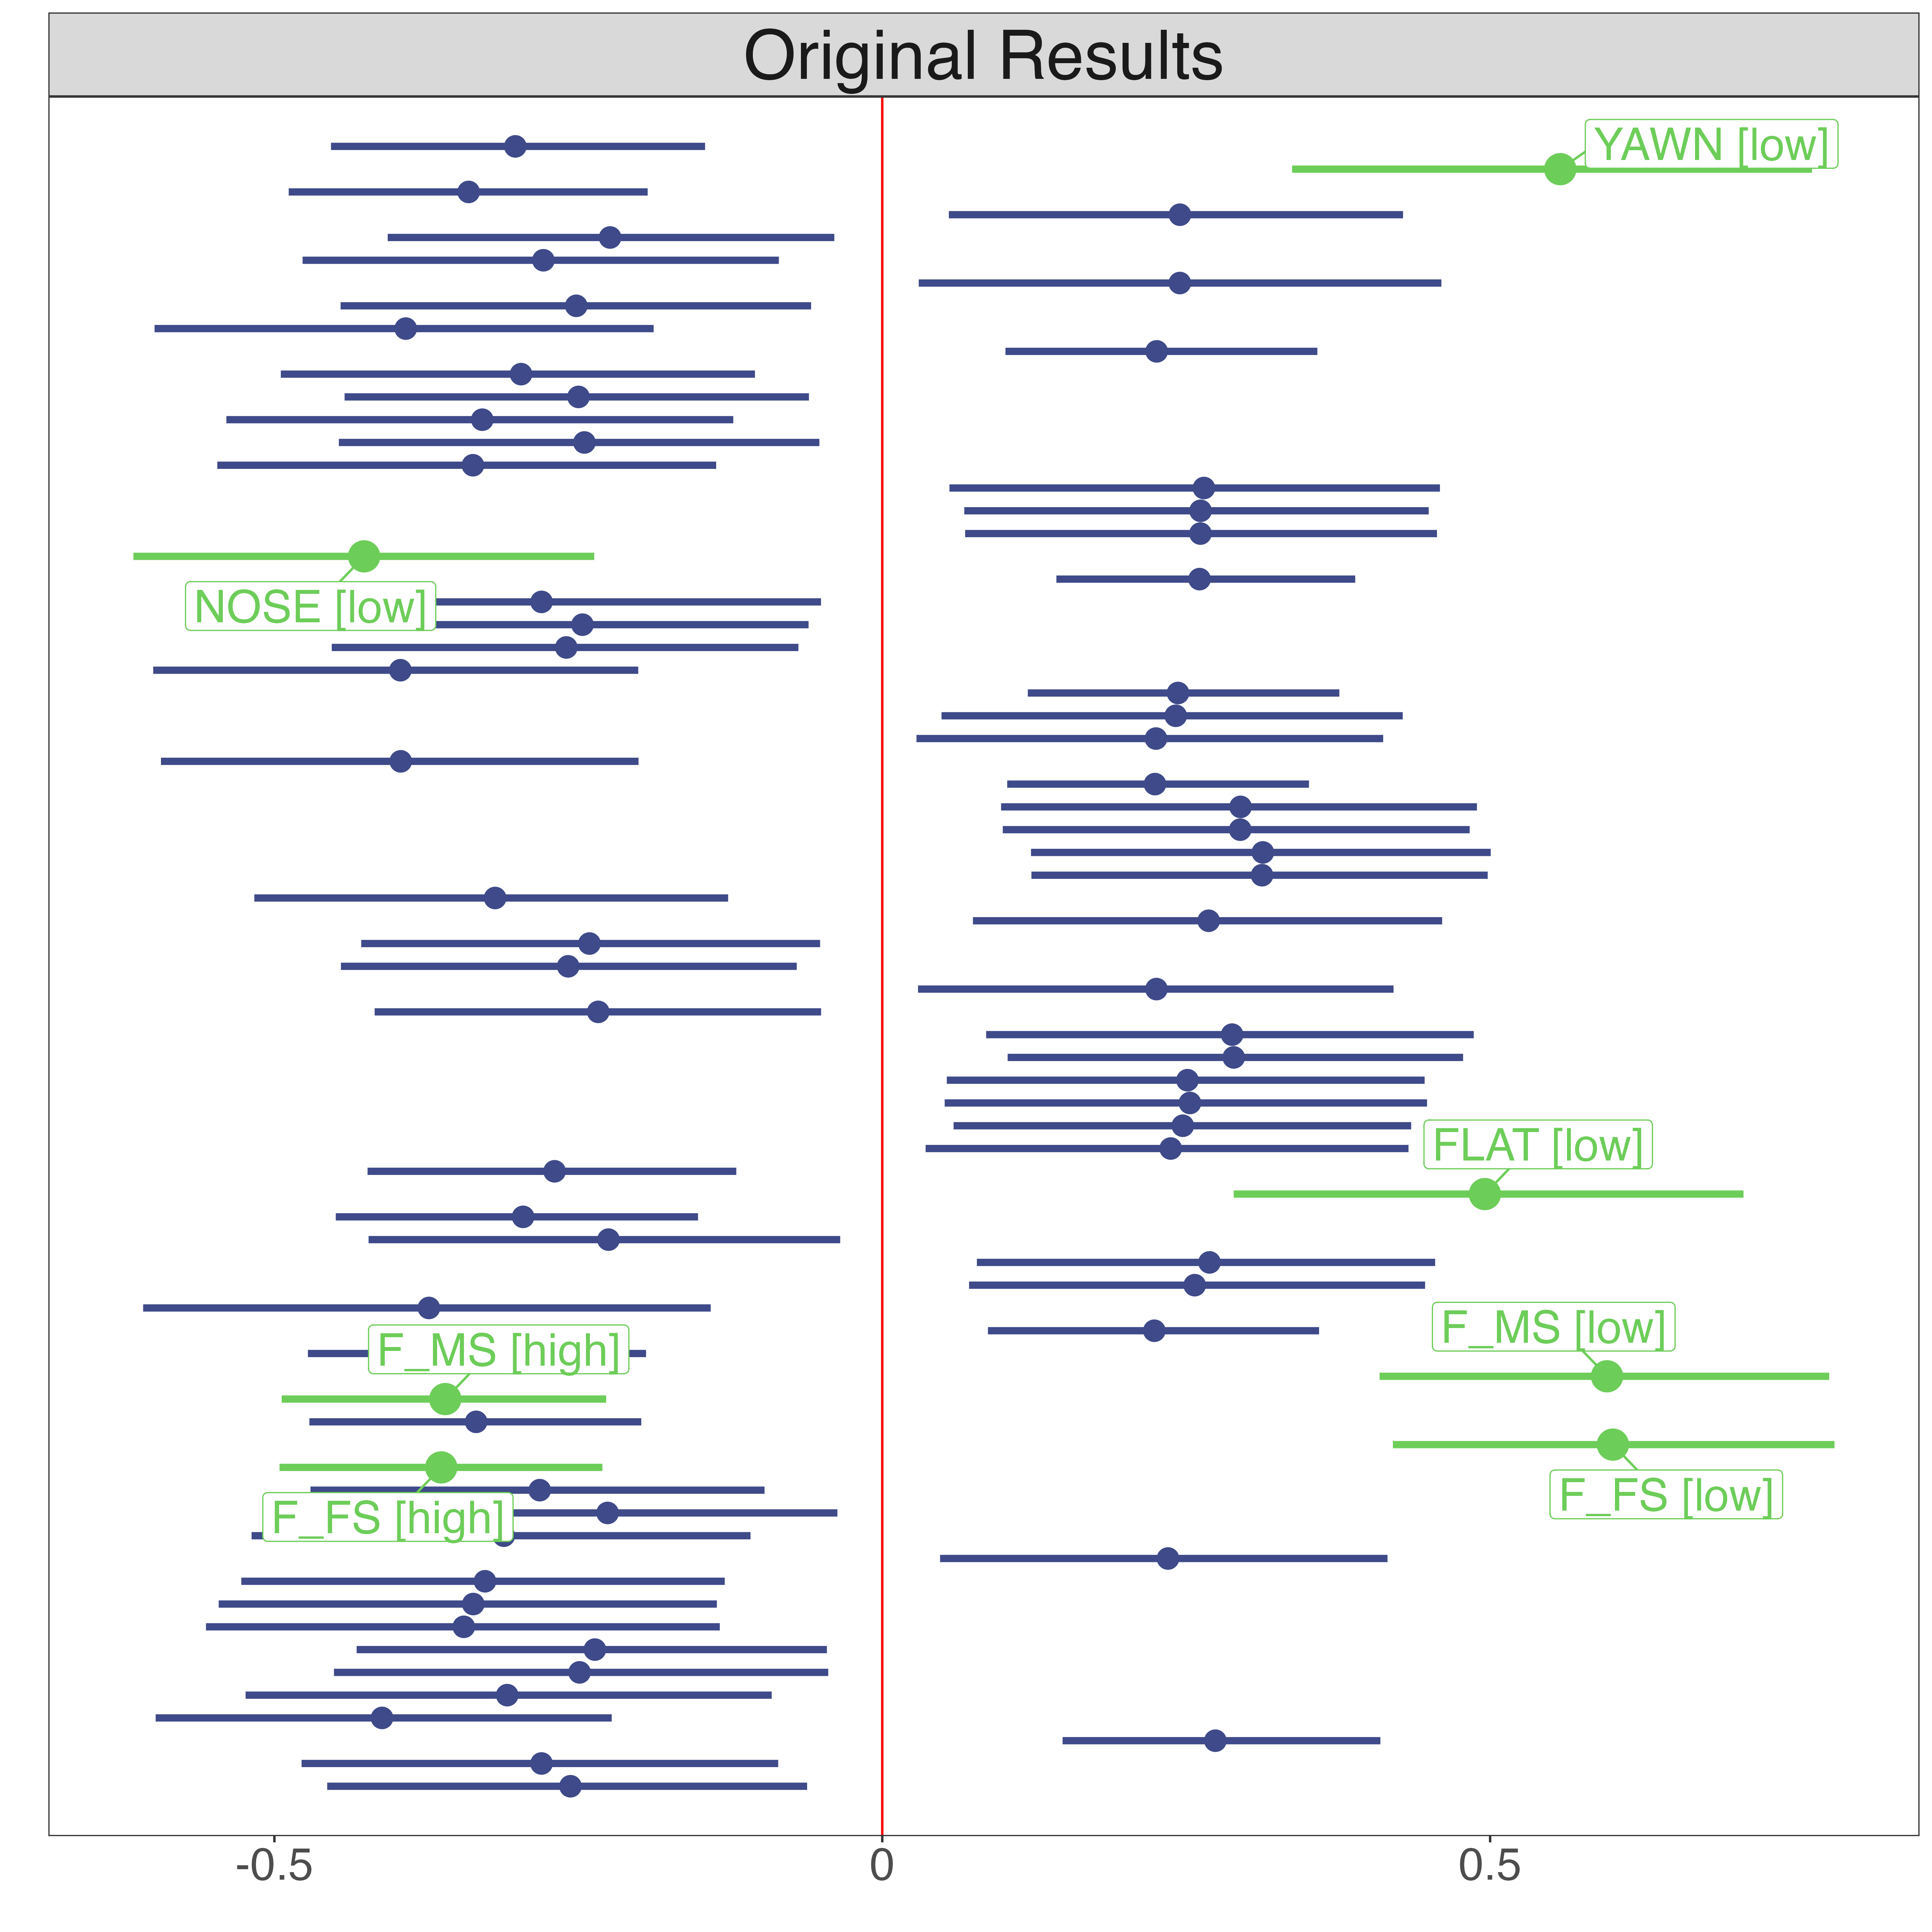 Original Results
YAWN [low]
NOSE [low]
FLAT [low]
F_MS [low]
F_MS [high]
F_FS [low]
F_FS [high]
-0.5
0
0.5